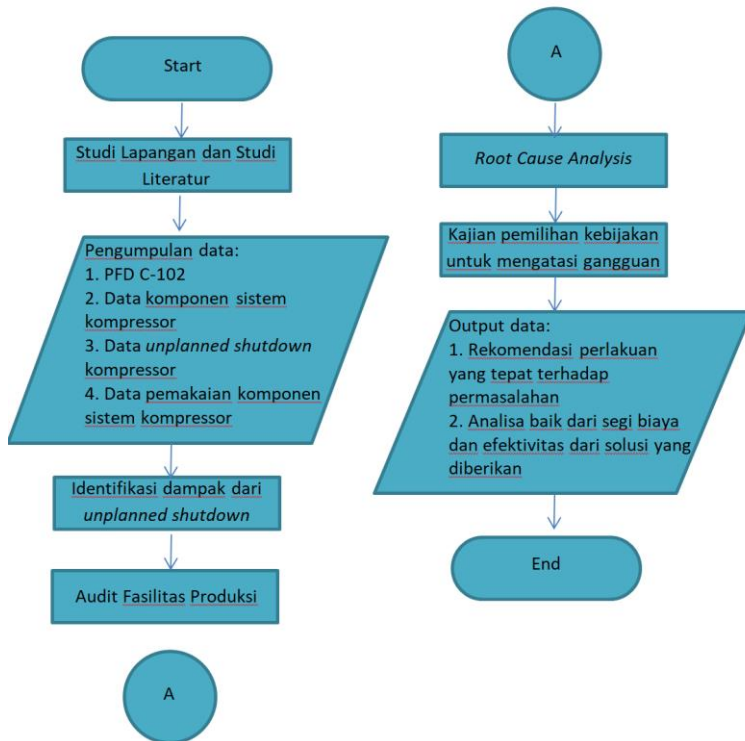 Start
Studi Lapangan dan Studi
Literatur
Pengumpulan data:
1. PFD C-102
2. Data komponen sistem
kompressor
3. Data unplanned shutdown
kompressor
4. Data pemakaian komponen
sistem kompressor
Identifikasi dampak dari
unplanned shutdown
Audit Fasilitas Produksi
A
A
Root Cause Analysis
Kajian pemilihan kebijakan
untuk mengatasi gangguan
Output data:
1. Rekomendasi perlakuan
yang tepat terhadap
permasalahan
2. Analisa baik dari segi biaya
dan efektivitas dari solusi yang
diberikan
End